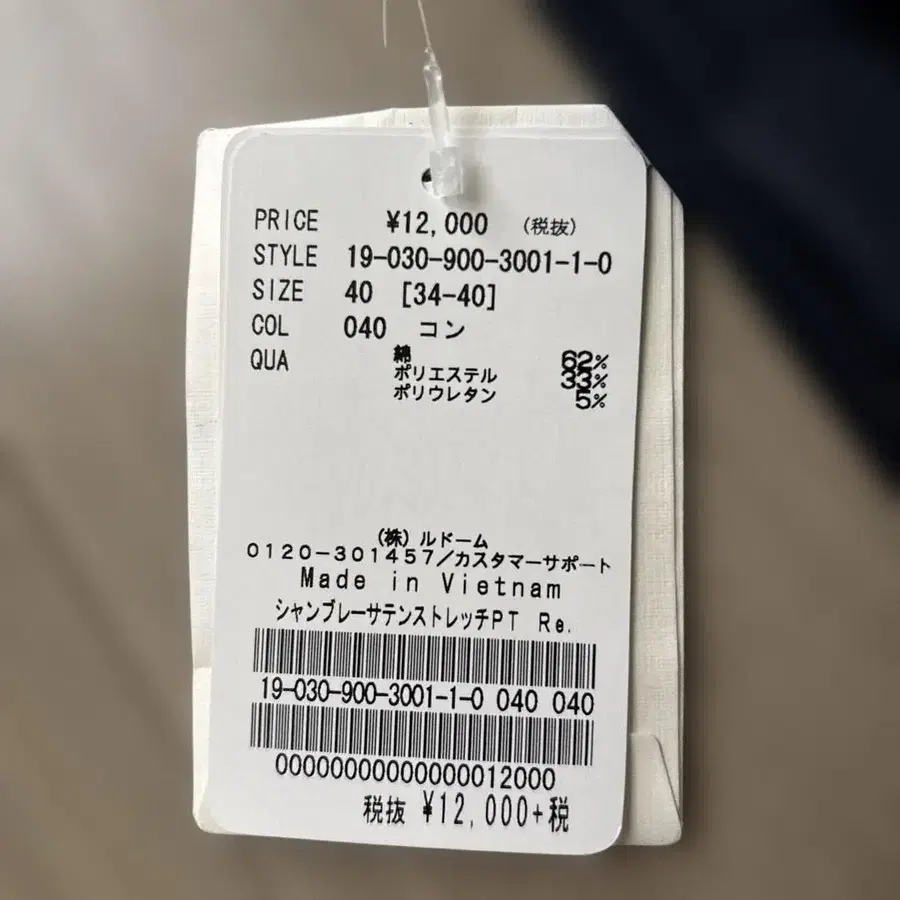 PRICE ¥12,000 (税抜)
STYLE 19-030-900-3001-1-0
SIZE 40 [34-40]
COL 040 コン
QUA 綿 62%
ポリエステル 33%
ポリウレタン 5%
(株)ルドーム
0120-301457/カスタマーサポート
Made in Vietnam
シャンブレーサテンストレッチPT Re.
19-030-900-3001-1-0 040 040
00000000000000012000
税抜 ¥12,000+税